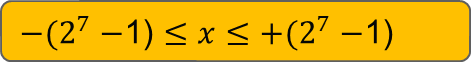 −(2⁷ −1) ≤ x ≤ +(2⁷ −1)